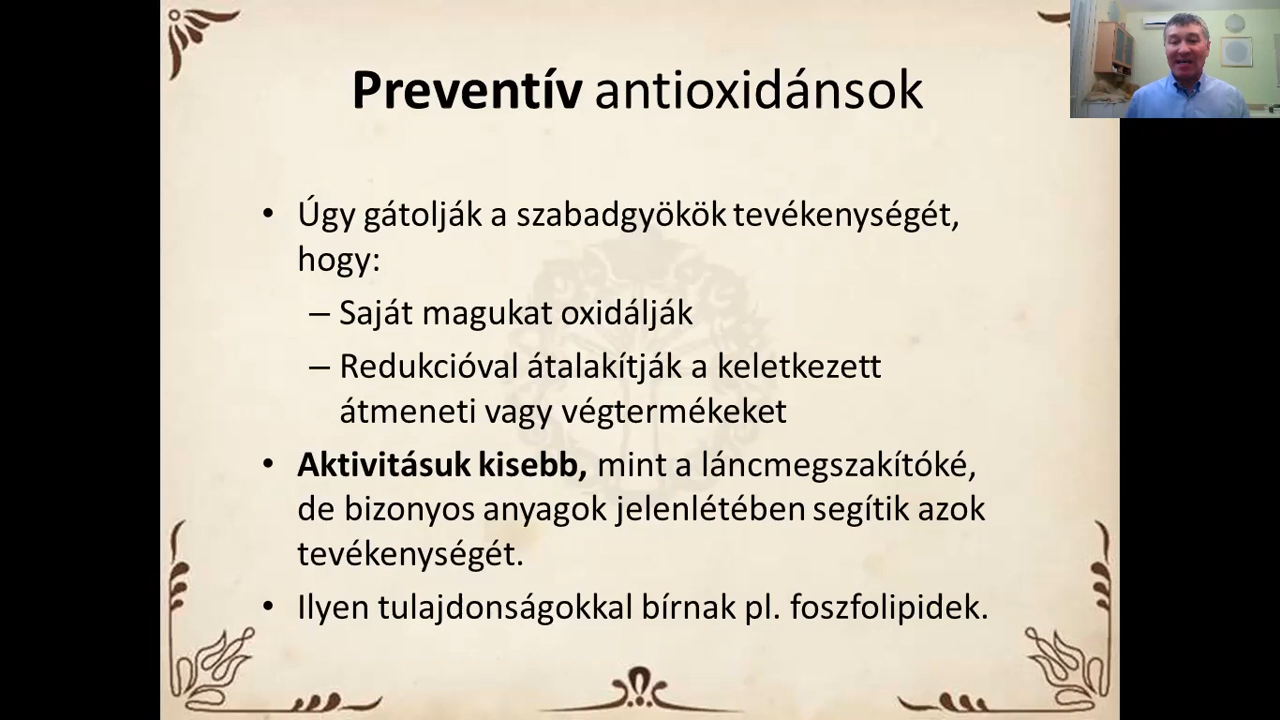 Preventív antioxidánsok
• Úgy gátolják a szabadgyökök tevékenységét,
hogy:
– Saját magukat oxidálják
– Redukcióval átalakítják a keletkezett
átmeneti vagy végtermékeket
• Aktivitásuk kisebb, mint a láncmegszakítóké,
de bizonyos anyagok jelenlétében segítik azok
tevékenységét.
• Ilyen tulajdonságokkal bírnak pl. foszfolipidek.